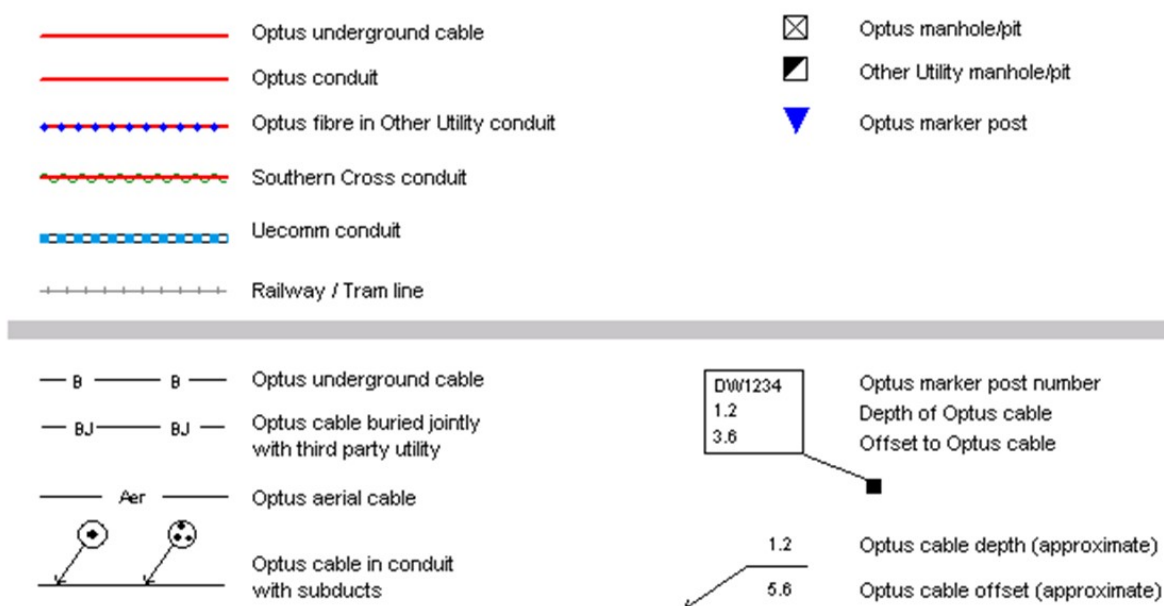 Optus underground cable
Optus conduit
Optus fibre in Other Utility conduit
Southern Cross conduit
Uecomm conduit
Railway / Tram line
Optus manhole/pit
Other Utility manhole/pit
Optus marker post
B B Optus underground cable
BJ BJ Optus cable buried jointly
with third party utility
Aer Optus aerial cable
Optus cable in conduit
with subducts
DW1234 Optus marker post number
1.2 Depth of Optus cable
3.6 Offset to Optus cable
1.2 Optus cable depth (approximate)
5.6 Optus cable offset (approximate)